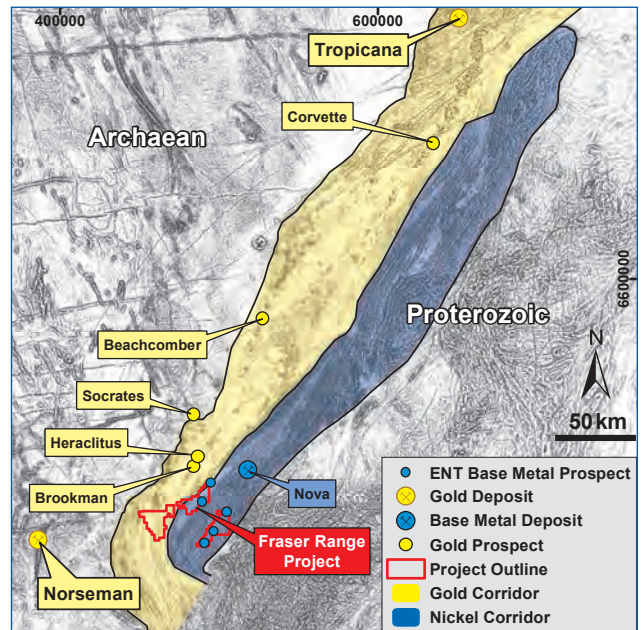 400000
600000
Tropicana
Corvette
Archaean
6600000
Beachcomber
Proterozoic
N
50 km
Socrates
Heraclitus
Brookman
Nova
Fraser Range
Project
Norseman
ENT Base Metal Prospect
Gold Deposit
Base Metal Deposit
Gold Prospect
Project Outline
Gold Corridor
Nickel Corridor